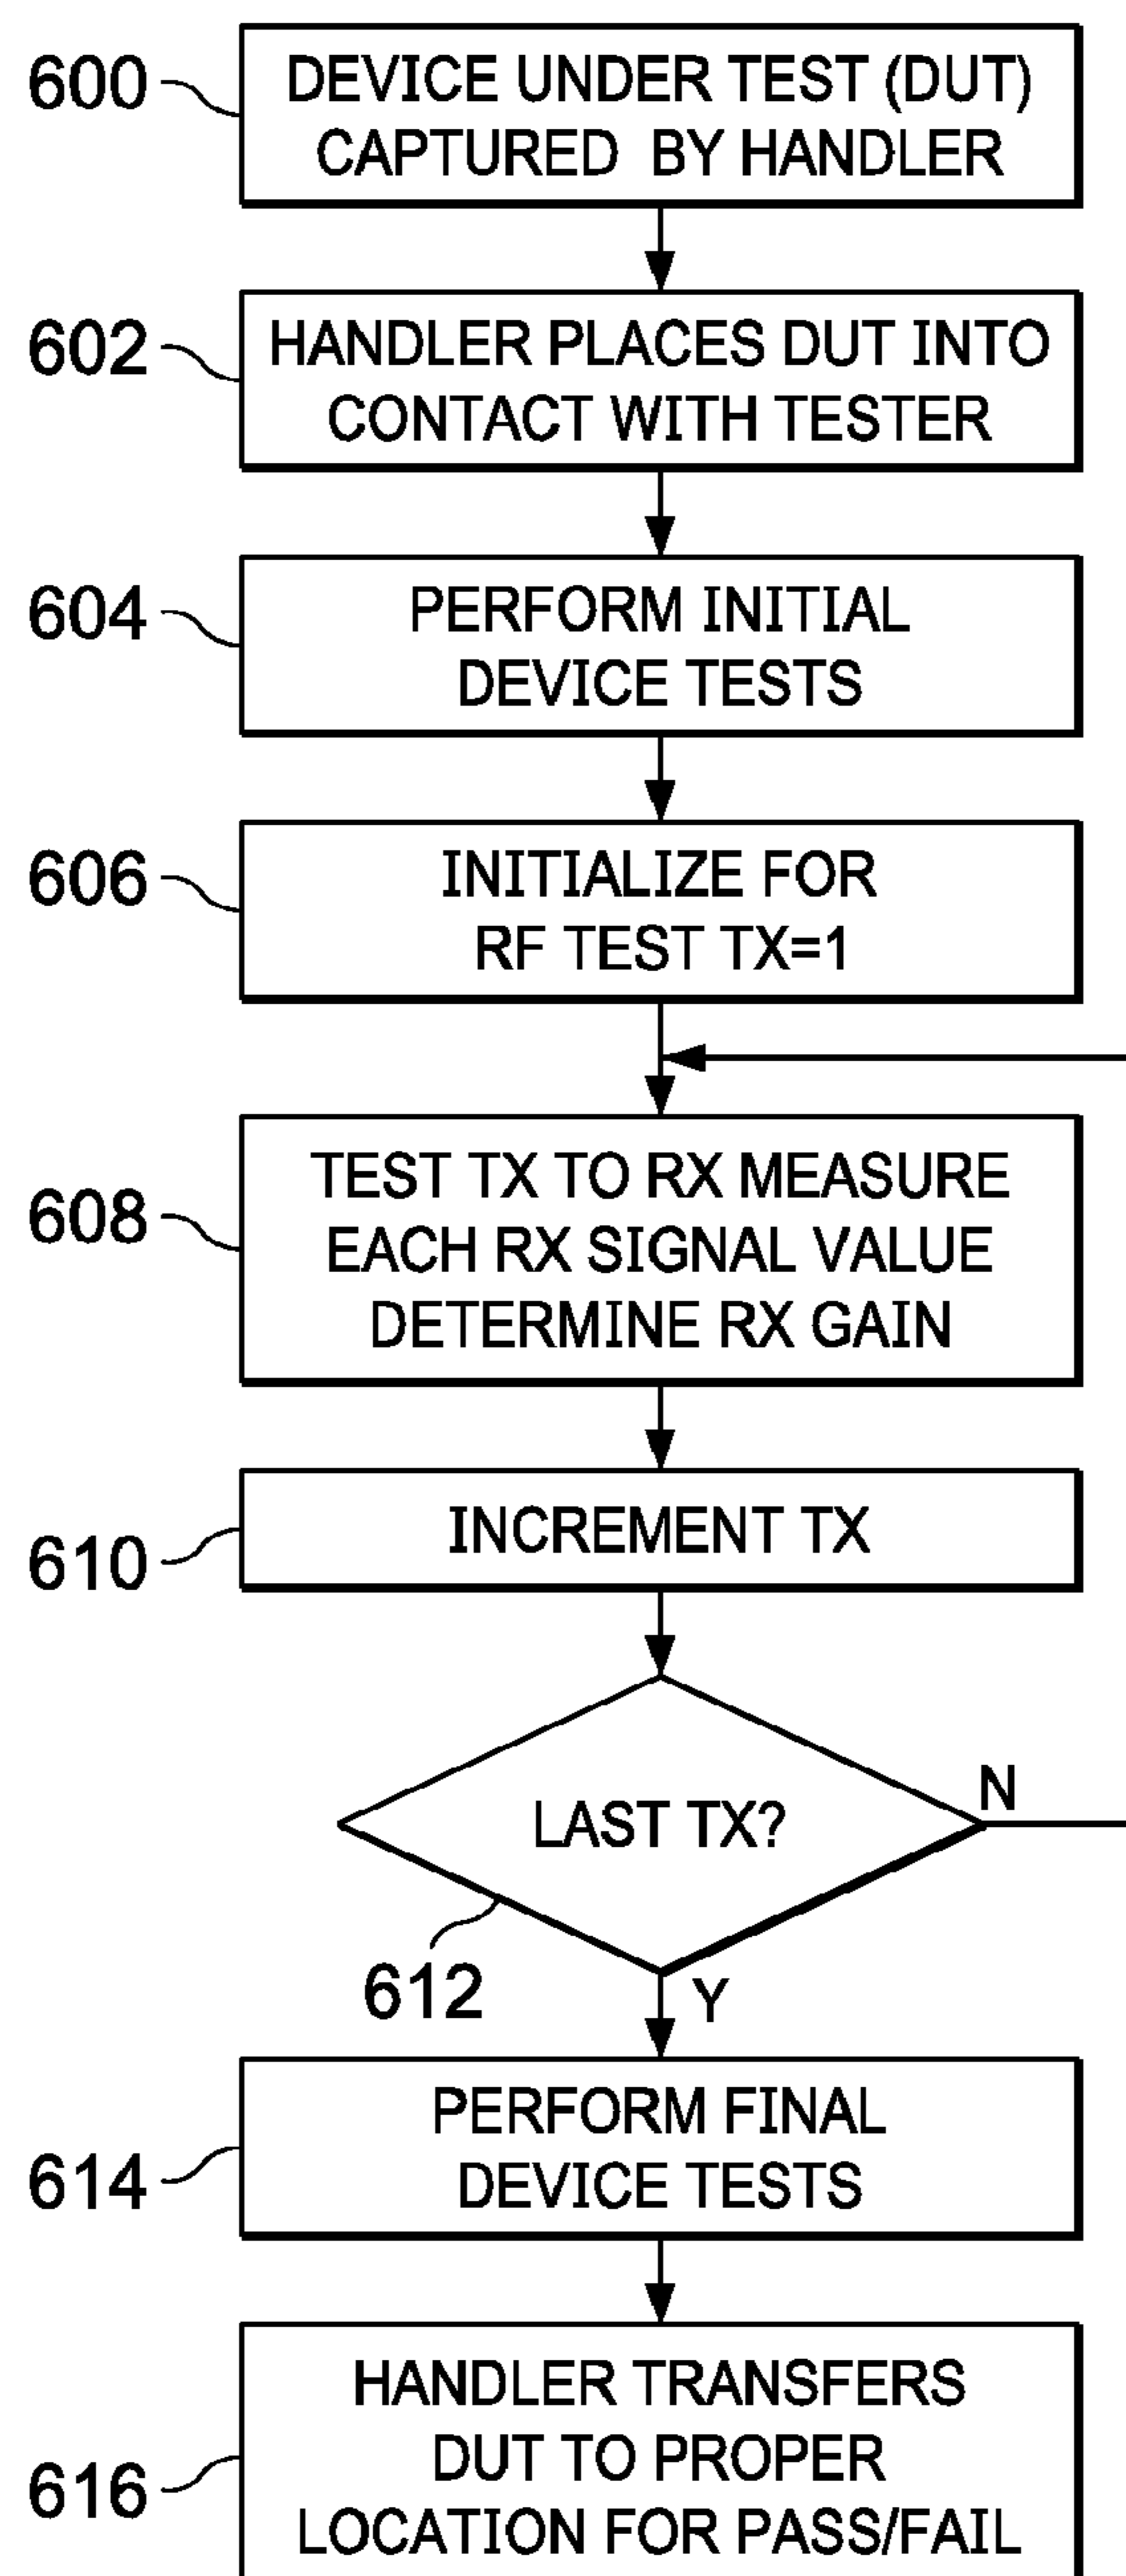 600
DEVICE UNDER TEST (DUT)
CAPTURED BY HANDLER
602
HANDLER PLACES DUT INTO
CONTACT WITH TESTER
604
PERFORM INITIAL
DEVICE TESTS
606
INITIALIZE FOR
RF TEST TX=1
608
TEST TX TO RX MEASURE
EACH RX SIGNAL VALUE
DETERMINE RX GAIN
610
INCREMENT TX
LAST TX?
N
612
Y
614
PERFORM FINAL
DEVICE TESTS
616
HANDLER TRANSFERS
DUT TO PROPER
LOCATION FOR PASS/FAIL